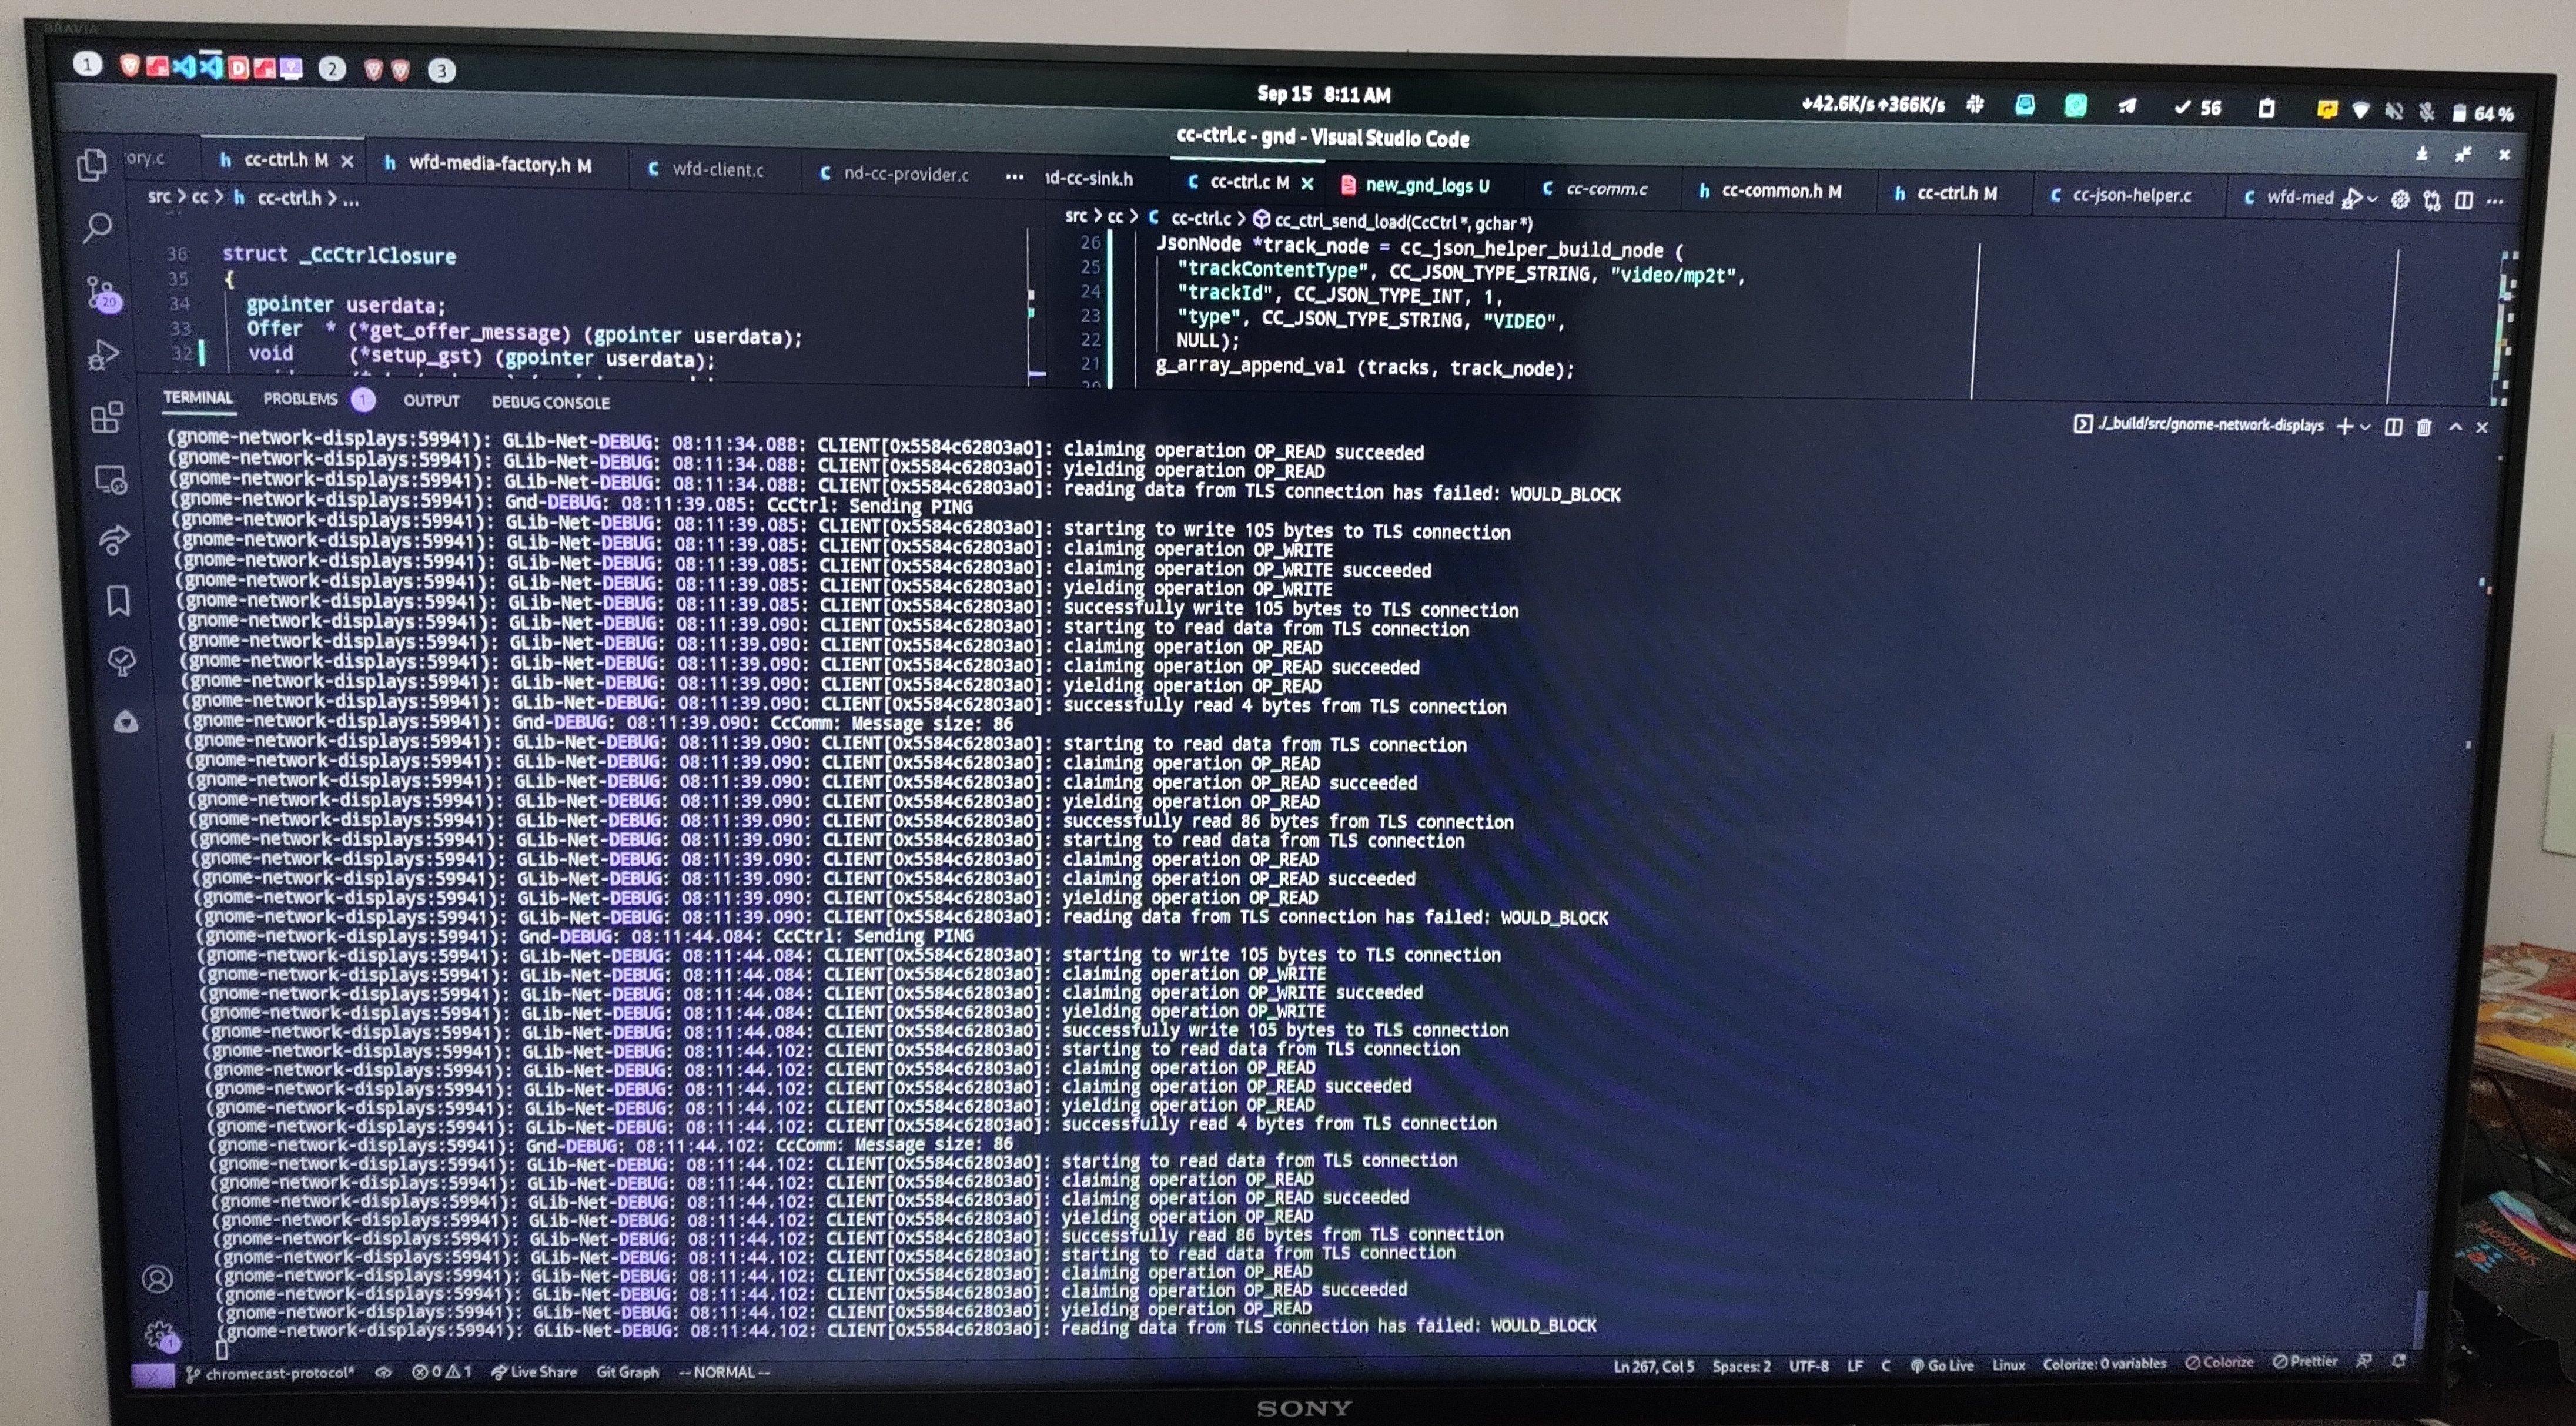 BRAVIA
1 2 3
Sep 15 8:11 AM
↓42.6K/s↑366K/s 56 64 %
cc-ctrl.c - gnd - Visual Studio Code
ory.c
h cc-ctrl.h M ×
h wfd-media-factory.h M
C wfd-client.c
C nd-cc-provider.c
...
nd-cc-sink.h
C cc-ctrl.c M ×
new_gnd_logs U
C cc-comm.c
h cc-common.h M
h cc-ctrl.h M
C cc-json-helper.c
C wfd-med
src > cc > h cc-ctrl.h > ...
36 struct _CcCtrlClosure
35 {
34 gpointer userdata;
33 Offer * (*get_offer_message) (gpointer userdata);
32 void (*setup_gst) (gpointer userdata);
src > cc > C cc-ctrl.c > cc_ctrl_send_load(CcCtrl *, gchar *)
26 JsonNode *track_node = cc_json_helper_build_node (
25 "trackContentType", CC_JSON_TYPE_STRING, "video/mp2t",
24 "trackId", CC_JSON_TYPE_INT, 1,
23 "type", CC_JSON_TYPE_STRING, "VIDEO",
22 NULL);
21 g_array_append_val (tracks, track_node);
20
20
TERMINAL PROBLEMS 1 OUTPUT DEBUG CONSOLE
./_build/src/gnome-network-displays
(gnome-network-displays:59941): GLib-Net-DEBUG: 08:11:34.088: CLIENT[0x5584c62803a0]: claiming operation OP_READ succeeded
(gnome-network-displays:59941): GLib-Net-DEBUG: 08:11:34.088: CLIENT[0x5584c62803a0]: yielding operation OP_READ
(gnome-network-displays:59941): GLib-Net-DEBUG: 08:11:34.088: CLIENT[0x5584c62803a0]: reading data from TLS connection has failed: WOULD_BLOCK
(gnome-network-displays:59941): Gnd-DEBUG: 08:11:39.085: CcCtrl: Sending PING
(gnome-network-displays:59941): GLib-Net-DEBUG: 08:11:39.085: CLIENT[0x5584c62803a0]: starting to write 105 bytes to TLS connection
(gnome-network-displays:59941): GLib-Net-DEBUG: 08:11:39.085: CLIENT[0x5584c62803a0]: claiming operation OP_WRITE
(gnome-network-displays:59941): GLib-Net-DEBUG: 08:11:39.085: CLIENT[0x5584c62803a0]: claiming operation OP_WRITE succeeded
(gnome-network-displays:59941): GLib-Net-DEBUG: 08:11:39.085: CLIENT[0x5584c62803a0]: yielding operation OP_WRITE
(gnome-network-displays:59941): GLib-Net-DEBUG: 08:11:39.085: CLIENT[0x5584c62803a0]: successfully write 105 bytes to TLS connection
(gnome-network-displays:59941): GLib-Net-DEBUG: 08:11:39.090: CLIENT[0x5584c62803a0]: starting to read data from TLS connection
(gnome-network-displays:59941): GLib-Net-DEBUG: 08:11:39.090: CLIENT[0x5584c62803a0]: claiming operation OP_READ
(gnome-network-displays:59941): GLib-Net-DEBUG: 08:11:39.090: CLIENT[0x5584c62803a0]: claiming operation OP_READ succeeded
(gnome-network-displays:59941): GLib-Net-DEBUG: 08:11:39.090: CLIENT[0x5584c62803a0]: yielding operation OP_READ
(gnome-network-displays:59941): GLib-Net-DEBUG: 08:11:39.090: CLIENT[0x5584c62803a0]: successfully read 4 bytes from TLS connection
(gnome-network-displays:59941): Gnd-DEBUG: 08:11:39.090: CcComm: Message size: 86
(gnome-network-displays:59941): GLib-Net-DEBUG: 08:11:39.090: CLIENT[0x5584c62803a0]: starting to read data from TLS connection
(gnome-network-displays:59941): GLib-Net-DEBUG: 08:11:39.090: CLIENT[0x5584c62803a0]: claiming operation OP_READ
(gnome-network-displays:59941): GLib-Net-DEBUG: 08:11:39.090: CLIENT[0x5584c62803a0]: claiming operation OP_READ succeeded
(gnome-network-displays:59941): GLib-Net-DEBUG: 08:11:39.090: CLIENT[0x5584c62803a0]: yielding operation OP_READ
(gnome-network-displays:59941): GLib-Net-DEBUG: 08:11:39.090: CLIENT[0x5584c62803a0]: successfully read 86 bytes from TLS connection
(gnome-network-displays:59941): GLib-Net-DEBUG: 08:11:39.090: CLIENT[0x5584c62803a0]: starting to read data from TLS connection
(gnome-network-displays:59941): GLib-Net-DEBUG: 08:11:39.090: CLIENT[0x5584c62803a0]: claiming operation OP_READ
(gnome-network-displays:59941): GLib-Net-DEBUG: 08:11:39.090: CLIENT[0x5584c62803a0]: claiming operation OP_READ succeeded
(gnome-network-displays:59941): GLib-Net-DEBUG: 08:11:39.090: CLIENT[0x5584c62803a0]: yielding operation OP_READ
(gnome-network-displays:59941): GLib-Net-DEBUG: 08:11:39.090: CLIENT[0x5584c62803a0]: reading data from TLS connection has failed: WOULD_BLOCK
(gnome-network-displays:59941): Gnd-DEBUG: 08:11:44.084: CcCtrl: Sending PING
(gnome-network-displays:59941): GLib-Net-DEBUG: 08:11:44.084: CLIENT[0x5584c62803a0]: starting to write 105 bytes to TLS connection
(gnome-network-displays:59941): GLib-Net-DEBUG: 08:11:44.084: CLIENT[0x5584c62803a0]: claiming operation OP_WRITE
(gnome-network-displays:59941): GLib-Net-DEBUG: 08:11:44.084: CLIENT[0x5584c62803a0]: claiming operation OP_WRITE succeeded
(gnome-network-displays:59941): GLib-Net-DEBUG: 08:11:44.084: CLIENT[0x5584c62803a0]: yielding operation OP_WRITE
(gnome-network-displays:59941): GLib-Net-DEBUG: 08:11:44.084: CLIENT[0x5584c62803a0]: successfully write 105 bytes to TLS connection
(gnome-network-displays:59941): GLib-Net-DEBUG: 08:11:44.102: CLIENT[0x5584c62803a0]: starting to read data from TLS connection
(gnome-network-displays:59941): GLib-Net-DEBUG: 08:11:44.102: CLIENT[0x5584c62803a0]: claiming operation OP_READ
(gnome-network-displays:59941): GLib-Net-DEBUG: 08:11:44.102: CLIENT[0x5584c62803a0]: claiming operation OP_READ succeeded
(gnome-network-displays:59941): GLib-Net-DEBUG: 08:11:44.102: CLIENT[0x5584c62803a0]: yielding operation OP_READ
(gnome-network-displays:59941): GLib-Net-DEBUG: 08:11:44.102: CLIENT[0x5584c62803a0]: successfully read 4 bytes from TLS connection
(gnome-network-displays:59941): Gnd-DEBUG: 08:11:44.102: CcComm: Message size: 86
(gnome-network-displays:59941): GLib-Net-DEBUG: 08:11:44.102: CLIENT[0x5584c62803a0]: starting to read data from TLS connection
(gnome-network-displays:59941): GLib-Net-DEBUG: 08:11:44.102: CLIENT[0x5584c62803a0]: claiming operation OP_READ
(gnome-network-displays:59941): GLib-Net-DEBUG: 08:11:44.102: CLIENT[0x5584c62803a0]: claiming operation OP_READ succeeded
(gnome-network-displays:59941): GLib-Net-DEBUG: 08:11:44.102: CLIENT[0x5584c62803a0]: yielding operation OP_READ
(gnome-network-displays:59941): GLib-Net-DEBUG: 08:11:44.102: CLIENT[0x5584c62803a0]: successfully read 86 bytes from TLS connection
(gnome-network-displays:59941): GLib-Net-DEBUG: 08:11:44.102: CLIENT[0x5584c62803a0]: starting to read data from TLS connection
(gnome-network-displays:59941): GLib-Net-DEBUG: 08:11:44.102: CLIENT[0x5584c62803a0]: claiming operation OP_READ
(gnome-network-displays:59941): GLib-Net-DEBUG: 08:11:44.102: CLIENT[0x5584c62803a0]: claiming operation OP_READ succeeded
(gnome-network-displays:59941): GLib-Net-DEBUG: 08:11:44.102: CLIENT[0x5584c62803a0]: yielding operation OP_READ
(gnome-network-displays:59941): GLib-Net-DEBUG: 08:11:44.102: CLIENT[0x5584c62803a0]: reading data from TLS connection has failed: WOULD_BLOCK
1
chromecast-protocol* 0 1 Live Share Git Graph -- NORMAL -- Ln 267, Col 5 Spaces: 2 UTF-8 LF C Go Live Linux Colorize: 0 variables Colorize Prettier
SONY